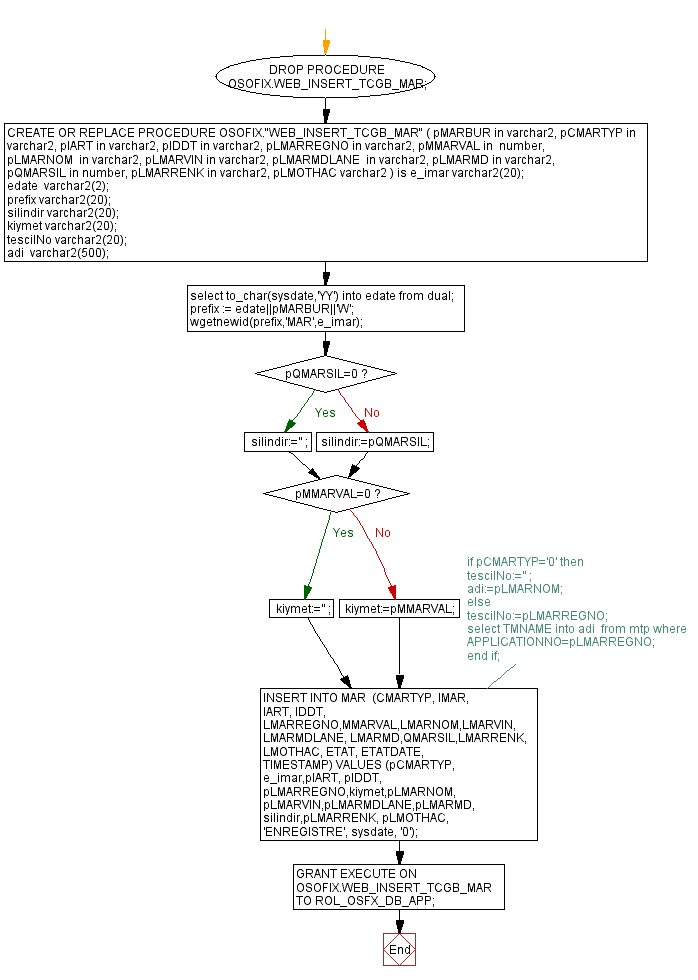 DROP PROCEDURE
OSOFIX.WEB_INSERT_TCGB_MAR;
CREATE OR REPLACE PROCEDURE OSOFIX."WEB_INSERT_TCGB_MAR" ( pMARBUR in varchar2, pCMARTYP in
varchar2, pIART in varchar2, pIDDT in varchar2, pLMARREGNO in varchar2, pMMARVAL in  number,
pLMARNOM  in varchar2, pLMARVIN in varchar2, pLMARMDLANE  in varchar2, pLMARMD in varchar2,
pQMARSIL in number, pLMARRENK in varchar2, pLMOTHAC varchar2 ) is e_imar varchar2(20);
edate  varchar2(2);
prefix varchar2(20);
silindir varchar2(20);
kiymet varchar2(20);
tescilNo varchar2(20);
adi  varchar2(500);
select to_char(sysdate,'YY') into edate from dual;
prefix := edate||pMARBUR||'W';
wgetnewid(prefix,'MAR',e_imar);
pQMARSIL=0 ?
Yes
No
silindir:='' ;
silindir:=pQMARSIL;
pMMARVAL=0 ?
Yes
No
kiymet:='' ;
kiymet:=pMMARVAL;
if pCMARTYP='0' then
tescilNo:='' ;
adi:=pLMARNOM;
else
tescilNo:=pLMARREGNO;
select TMNAME into adi  from mtp where
APPLICATIONNO=pLMARREGNO;
end if;
INSERT INTO MAR  (CMARTYP, IMAR,
IART, IDDT,
LMARREGNO,MMARVAL,LMARNOM,LMARVIN,
LMARMDLANE, LMARMD,QMARSIL,LMARRENK,
LMOTHAC, ETAT, ETATDATE,
TIMESTAMP) VALUES (pCMARTYP,
e_imar,pIART, pIDDT,
pLMARREGNO,kiymet,pLMARNOM,
pLMARVIN,pLMARMDLANE,pLMARMD,
silindir,pLMARRENK, pLMOTHAC,
'ENREGISTRE', sysdate, '0');
GRANT EXECUTE ON
OSOFIX.WEB_INSERT_TCGB_MAR
TO ROL_OSFX_DB_APP;
End